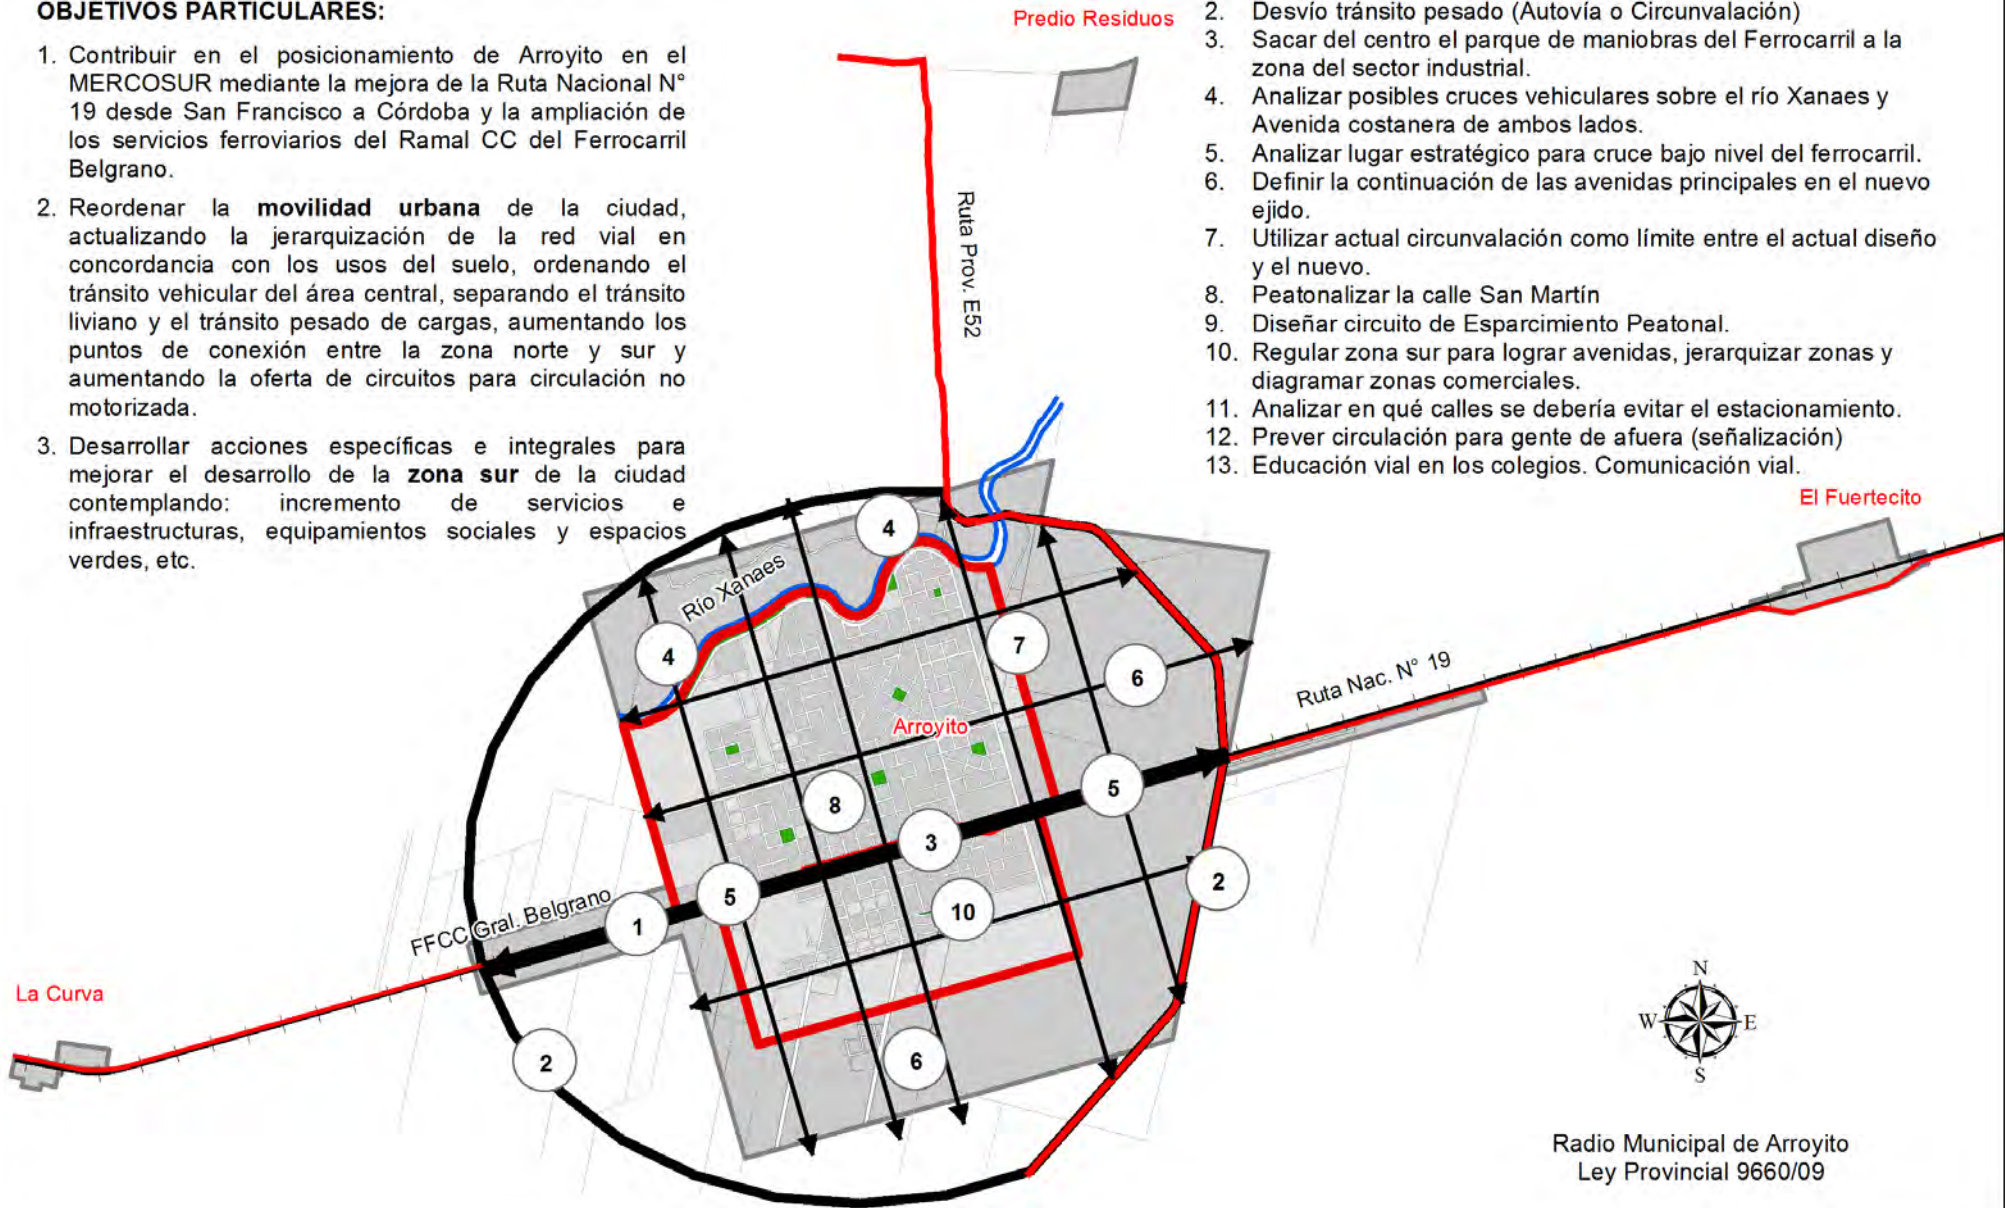 OBJETIVOS PARTICULARES:
1. Contribuir en el posicionamiento de Arroyito en el
MERCOSUR mediante la mejora de la Ruta Nacional N°
19 desde San Francisco a Córdoba y la ampliación de
los servicios ferroviarios del Ramal CC del Ferrocarril
Belgrano.
2. Reordenar la movilidad urbana de la ciudad,
actualizando la jerarquización de la red vial en
concordancia con los usos del suelo, ordenando el
tránsito vehicular del área central, separando el tránsito
liviano y el tránsito pesado de cargas, aumentando los
puntos de conexión entre la zona norte y sur y
aumentando la oferta de circuitos para circulación no
motorizada.
3. Desarrollar acciones específicas e integrales para
mejorar el desarrollo de la zona sur de la ciudad
contemplando: incremento de servicios e
infraestructuras, equipamientos sociales y espacios
verdes, etc.
Predio Residuos
2. Desvío tránsito pesado (Autovía o Circunvalación)
3. Sacar del centro el parque de maniobras del Ferrocarril a la
zona del sector industrial.
4. Analizar posibles cruces vehiculares sobre el río Xanaes y
Avenida costanera de ambos lados.
5. Analizar lugar estratégico para cruce bajo nivel del ferrocarril.
6. Definir la continuación de las avenidas principales en el nuevo
ejido.
7. Utilizar actual circunvalación como límite entre el actual diseño
y el nuevo.
8. Peatonalizar la calle San Martín
9. Diseñar circuito de Esparcimiento Peatonal.
10. Regular zona sur para lograr avenidas, jerarquizar zonas y
diagramar zonas comerciales.
11. Analizar en qué calles se debería evitar el estacionamiento.
12. Prever circulación para gente de afuera (señalización)
13. Educación vial en los colegios. Comunicación vial.
Ruta Prov. E52
El Fuertecito
4
Río Xanaes
4
7
6
Ruta Nac. N° 19
Arroyito
5
8
3
5
2
10
1
FFCC Gral. Belgrano
La Curva
2
6
N
W
E
S
Radio Municipal de Arroyito
Ley Provincial 9660/09